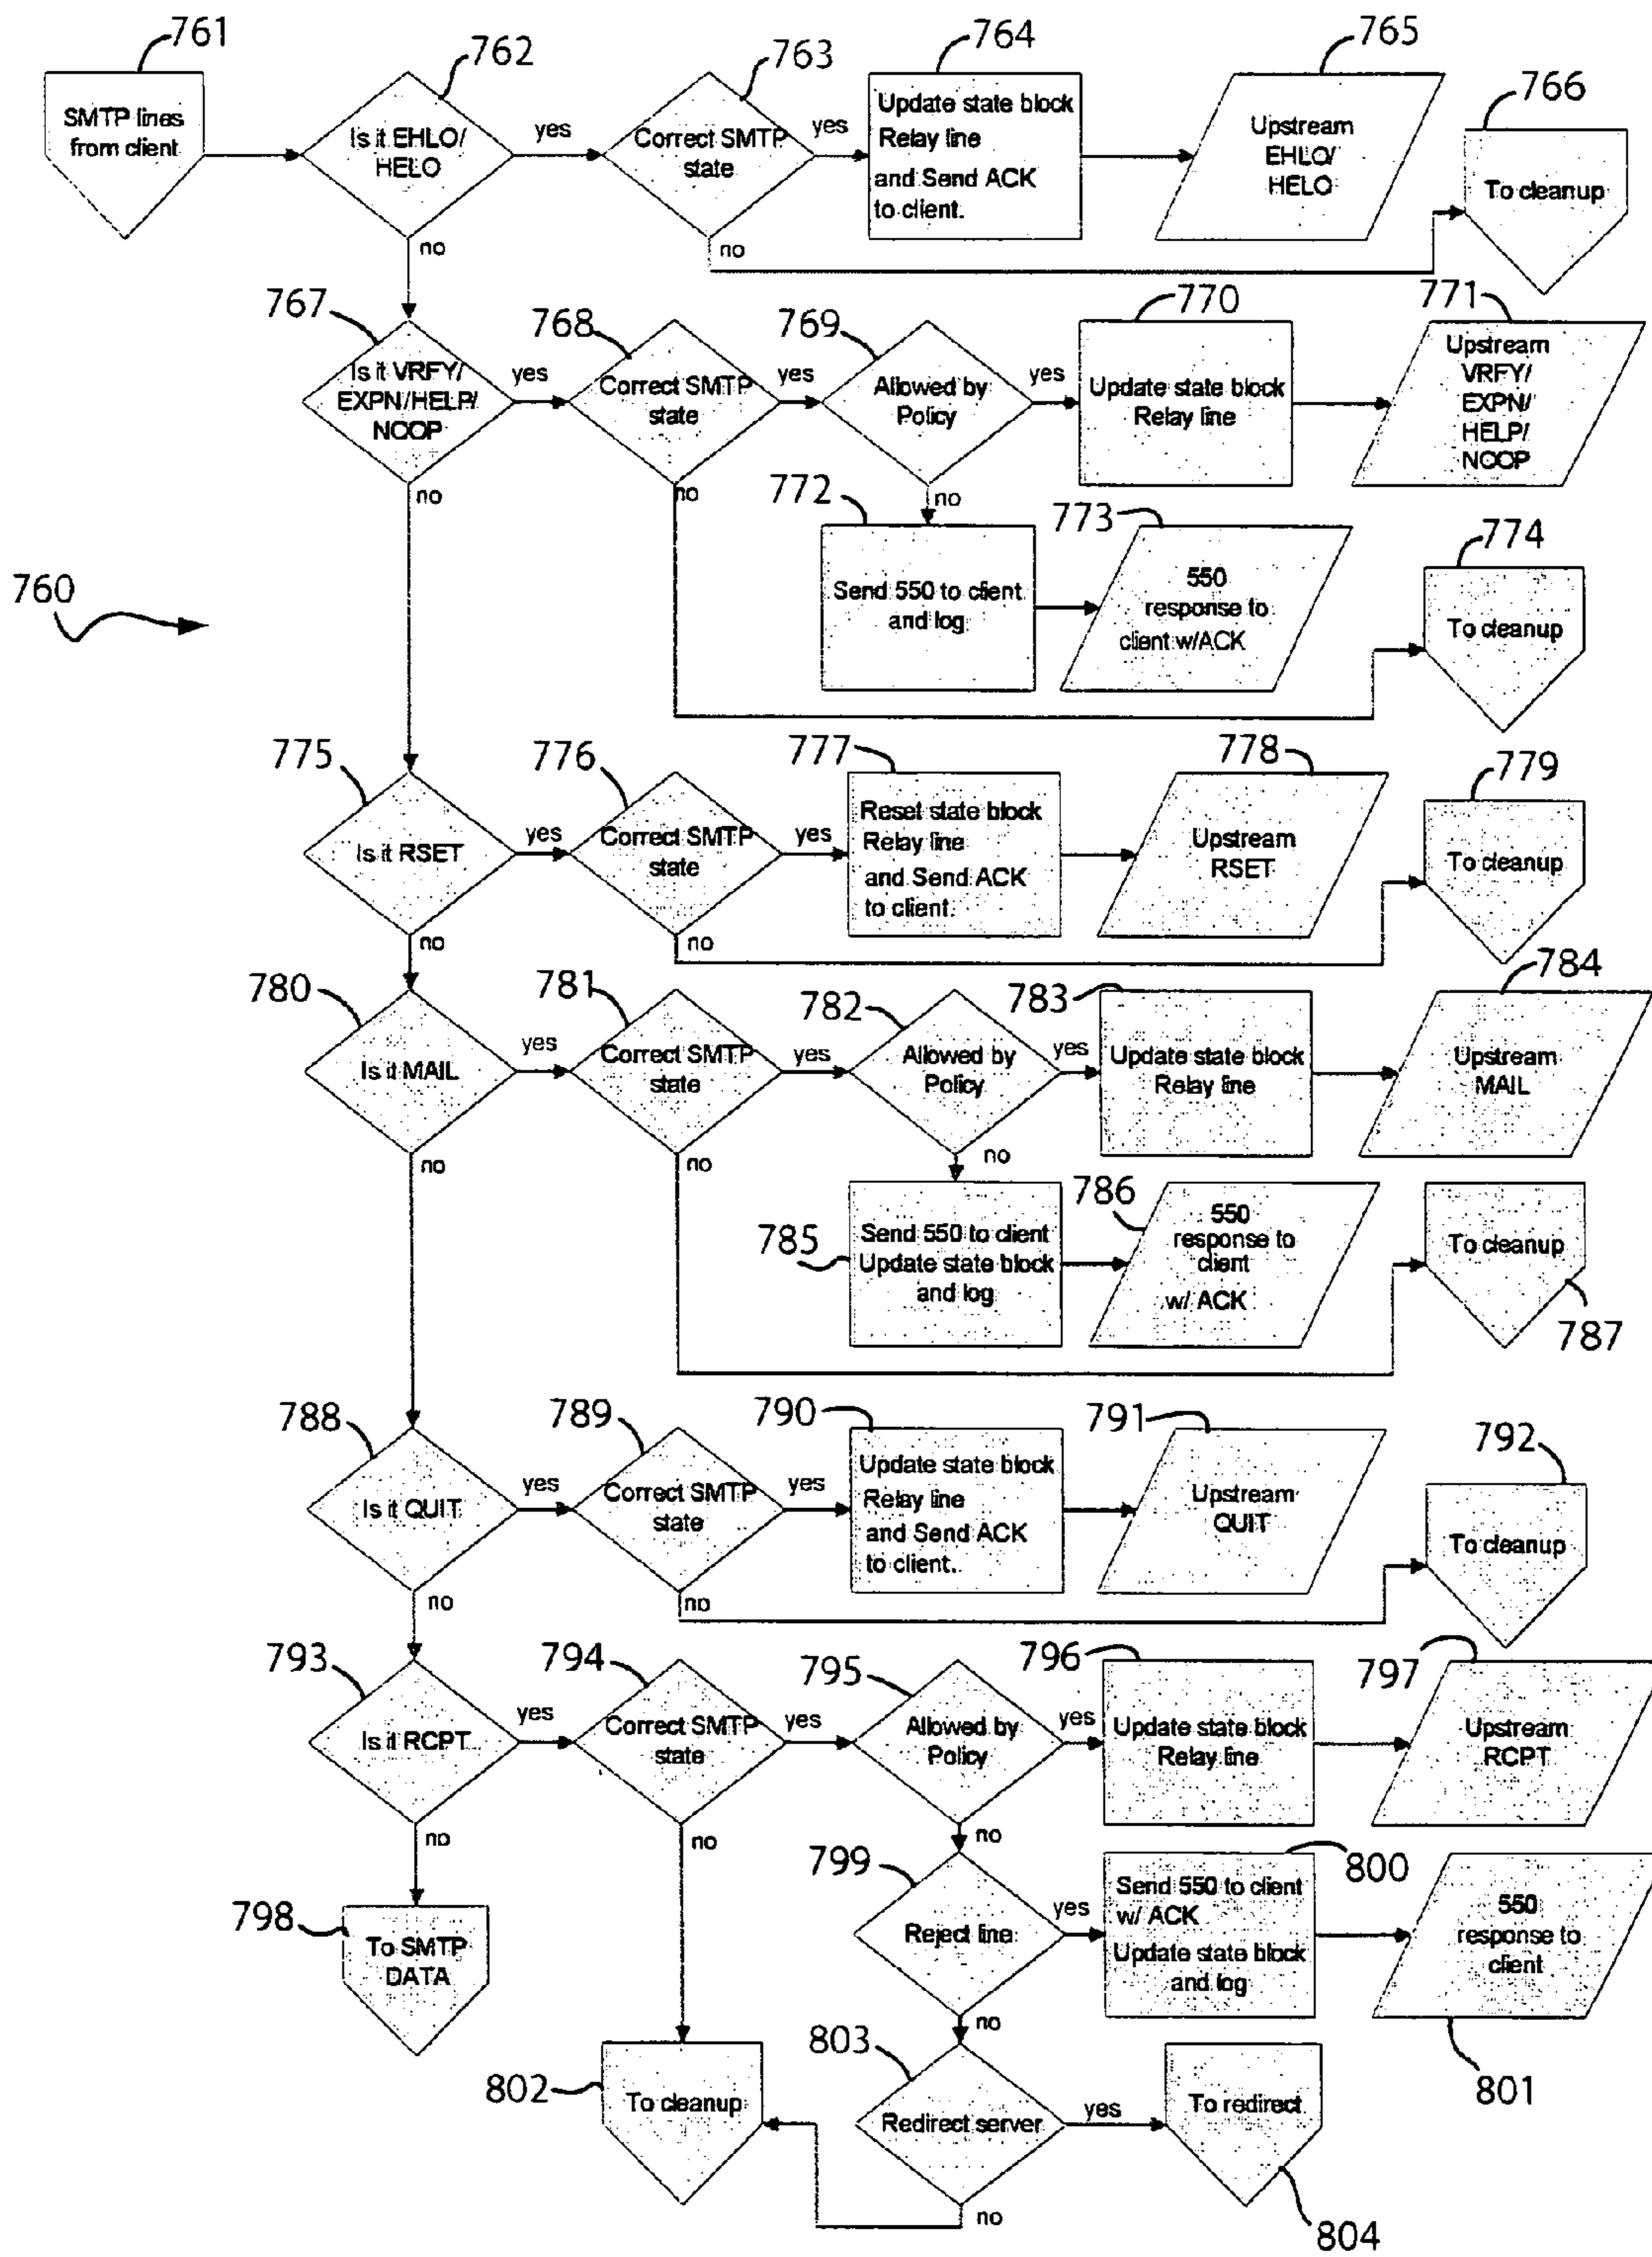 761
762
763
764
765
766
SMTP lines
from client
Is it EHLO/
HELO
yes
Correct SMTP
state
yes
Update state block
Relay line
and Send ACK
to client.
Upstream
EHLO/
HELO
To cleanup
no
no
767
768
769
770
771
Is it VRFY/
EXPN/HELP/
NOOP
yes
Correct SMTP
state
yes
Allowed by
Policy
yes
Update state block
Relay line
Upstream
VRFY/
EXPN/
HELP/
NOOP
no
no
no
772
773
774
760
Send 550 to client
and log
550
response to
client w/ACK
To cleanup
775
776
777
778
779
Is it RSET
yes
Correct SMTP
state
yes
Reset state block
Relay line
and Send ACK
to client.
Upstream
RSET
To cleanup
no
no
780
781
782
783
784
Is it MAIL
yes
Correct SMTP
state
yes
Allowed by
Policy
yes
Update state block
Relay line
Upstream
MAIL
no
no
no
785
Send 550 to client
Update state block
and log
786
550
response to
client
w/ ACK
To cleanup
787
788
789
790
791
792
Is it QUIT
yes
Correct SMTP
state
yes
Update state block
Relay line
and Send ACK
to client.
Upstream
QUIT
To cleanup
no
no
793
794
795
796
797
Is it RCPT
yes
Correct SMTP
state
yes
Allowed by
Policy
yes
Update state block
Relay line
Upstream
RCPT
no
no
no
798
799
800
To SMTP
DATA
Reject line
yes
Send 550 to client
w/ ACK
Update state block
and log
550
response to
client
801
no
802
803
To cleanup
Redirect server
yes
To redirect
no
804